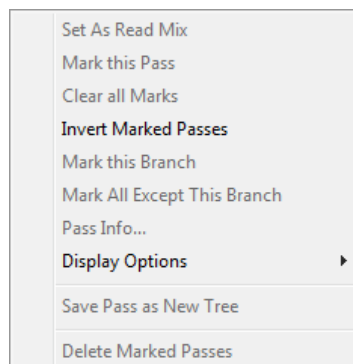 Set As Read Mix
Mark this Pass
Clear all Marks
Invert Marked Passes
Mark this Branch
Mark All Except This Branch
Pass Info...
Display Options
Save Pass as New Tree
Delete Marked Passes